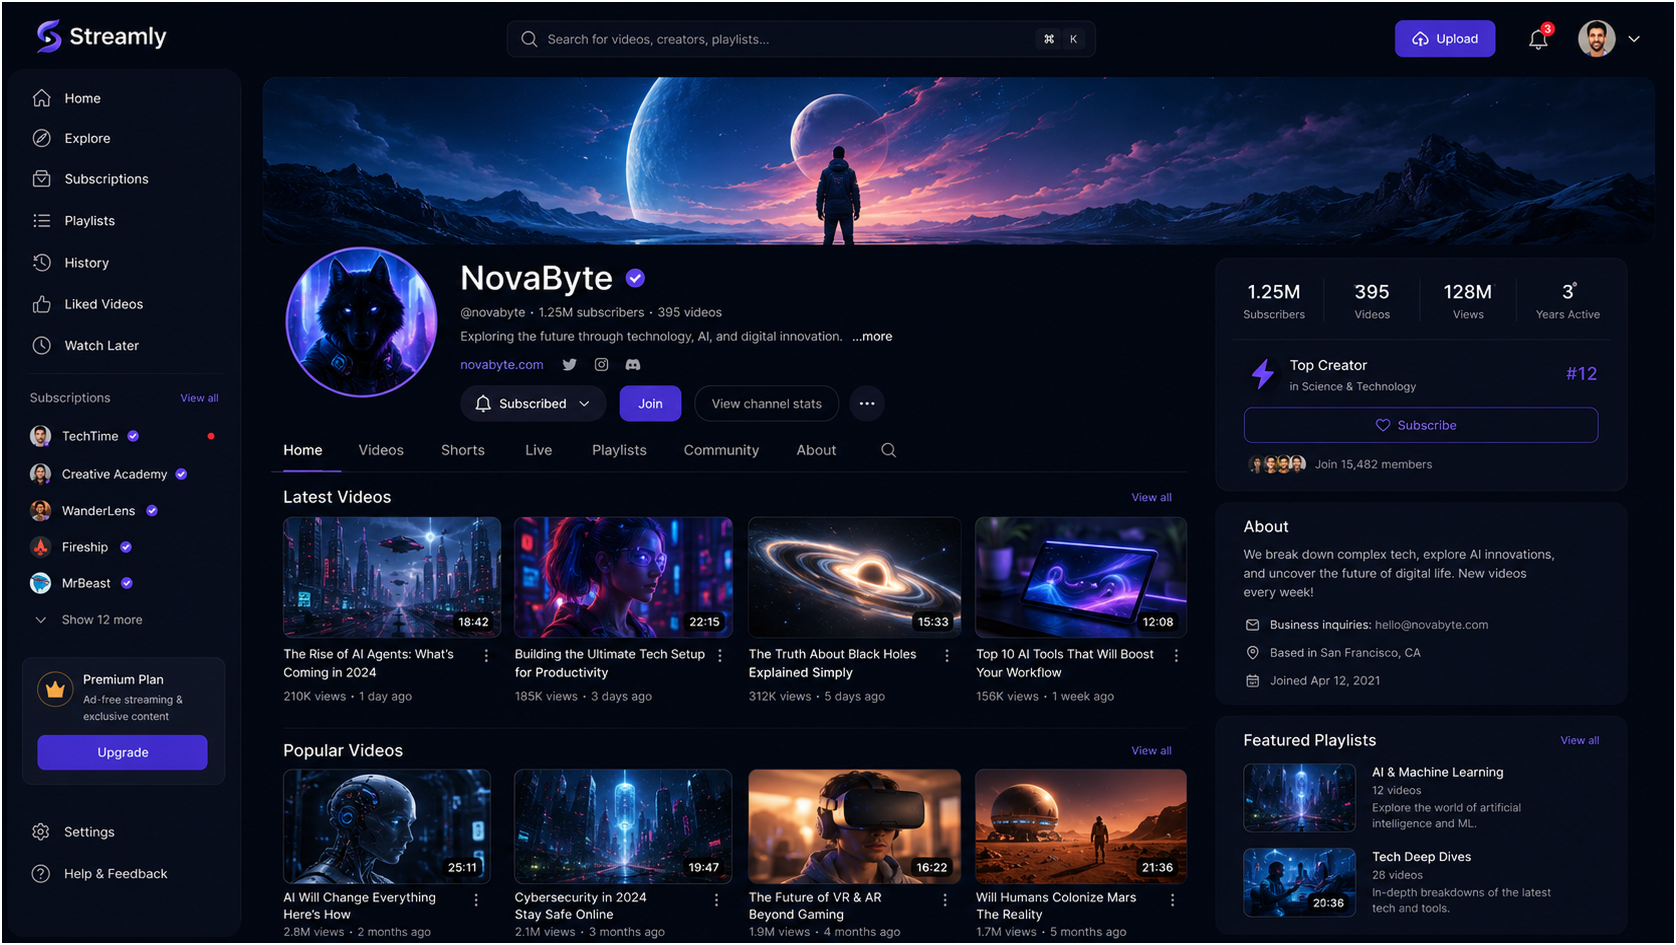 Streamly
Search for videos, creators, playlists...
⌘ K
Upload
3
Home
Explore
Subscriptions
Playlists
History
Liked Videos
Watch Later
Subscriptions
View all
TechTime
Creative Academy
WanderLens
Fireship
MrBeast
Show 12 more
Premium Plan
Ad-free streaming &
exclusive content
Upgrade
Settings
Help & Feedback
NovaByte
@novabyte · 1.25M subscribers · 395 videos
Exploring the future through technology, AI, and digital innovation. ...more
novabyte.com
Subscribed
Join
View channel stats
Home
Videos
Shorts
Live
Playlists
Community
About
Latest Videos
View all
18:42
The Rise of AI Agents: What's
Coming in 2024
210K views · 1 day ago
22:15
Building the Ultimate Tech Setup
for Productivity
185K views · 3 days ago
15:33
The Truth About Black Holes
Explained Simply
312K views · 5 days ago
12:08
Top 10 AI Tools That Will Boost
Your Workflow
156K views · 1 week ago
Popular Videos
View all
25:11
AI Will Change Everything
Here's How
2.8M views · 2 months ago
19:47
Cybersecurity in 2024
Stay Safe Online
2.1M views · 3 months ago
16:22
The Future of VR & AR
Beyond Gaming
1.9M views · 4 months ago
21:36
Will Humans Colonize Mars
The Reality
1.7M views · 5 months ago
1.25M
Subscribers
395
Videos
128M
Views
3°
Years Active
Top Creator
in Science & Technology
#12
Subscribe
Join 15,482 members
About
We break down complex tech, explore AI innovations,
and uncover the future of digital life. New videos
every week!
Business inquiries: hello@novabyte.com
Based in San Francisco, CA
Joined Apr 12, 2021
Featured Playlists
View all
AI & Machine Learning
12 videos
Explore the world of artificial
intelligence and ML.
20:36
Tech Deep Dives
28 videos
In-depth breakdowns of the latest
tech and tools.